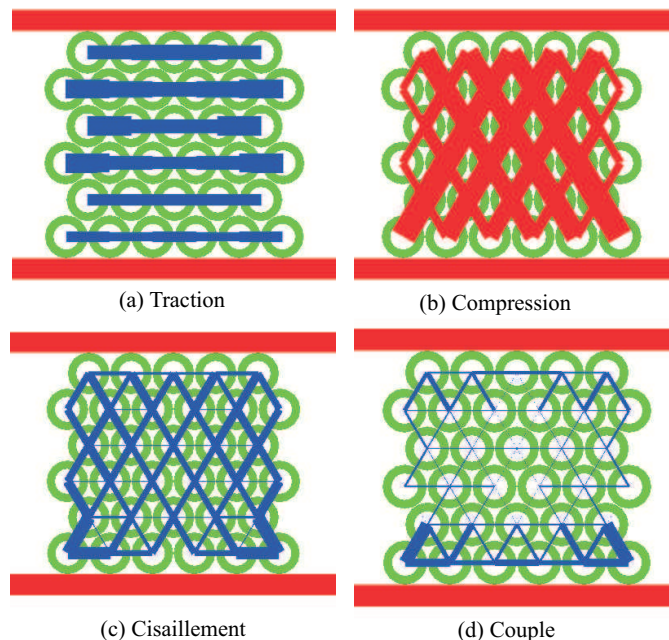 (a) Traction
(b) Compression
(c) Cisaillement
(d) Couple